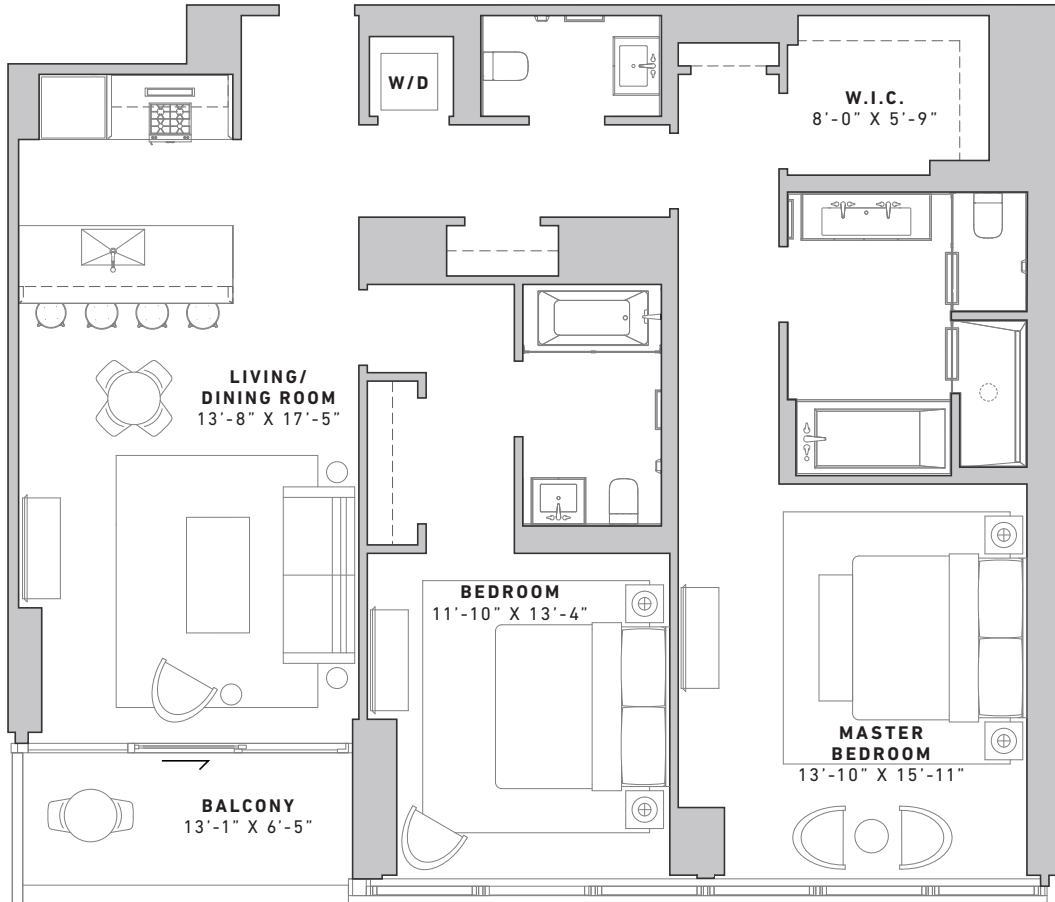 W/D
W.I.C.
8’-0” X 5’-9”
LIVING/
DINING ROOM
13’-8” X 17’-5”
BEDROOM
11’-10” X 13’-4”
MASTER
BEDROOM
13’-10” X 15’-11”
BALCONY
13’-1” X 6’-5”